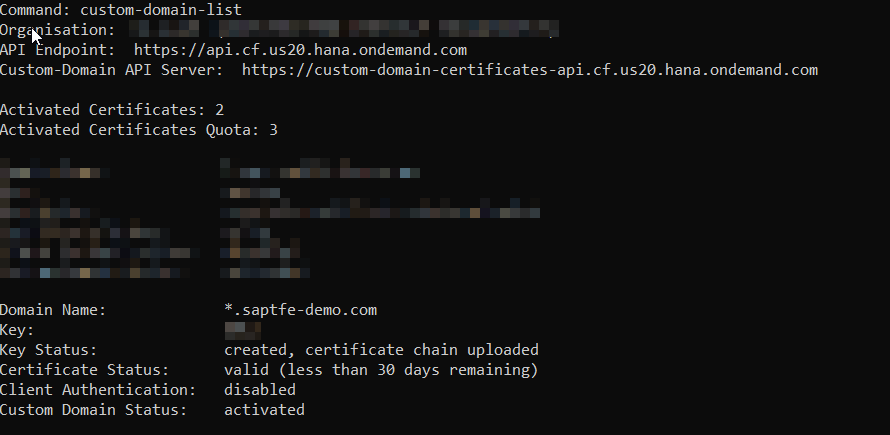 Command: custom-domain-list
Organisation:
API Endpoint:  https://api.cf.us20.hana.ondemand.com
Custom-Domain API Server:  https://custom-domain-certificates-api.cf.us20.hana.ondemand.com
Activated Certificates: 2
Activated Certificates Quota: 3
Domain Name: *.saptfe-demo.com
Key:
Key Status: created, certificate chain uploaded
Certificate Status: valid (less than 30 days remaining)
Client Authentication: disabled
Custom Domain Status: activated